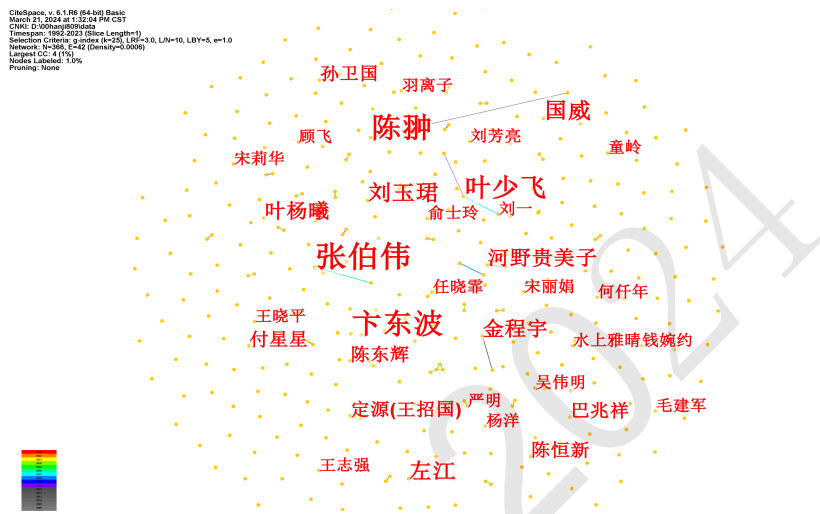 CiteSpace, v. 6.1.R6 (64-bit) Basic
March 21, 2024 at 1:32:04 PM CST
CNKI: D:\00hanji809\data
Timespan: 1992-2023 (Slice Length=1)
Selection Criteria: g-index (k=25), LRF=3.0, L/N=10, LBY=5, e=1.0
Network: N=366, E=42 (Density=0.0006)
Largest CC: 4 (1%)
Nodes Labeled: 1.0%
Pruning: None
孙卫国
羽离子
国威
陈翀
顾飞
刘芳亮
童岭
宋莉华
刘玉珺
叶少飞
叶杨曦
俞士玲
刘一
张伯伟
河野贵美子
任晓霏
宋丽娟
何仟年
王晓平
卞东波
金程宇
付星星
水上雅晴钱婉约
陈东辉
吴伟明
定源(王招国)
严明
巴兆祥
毛建军
杨洋
陈恒新
王志强
左江
2024